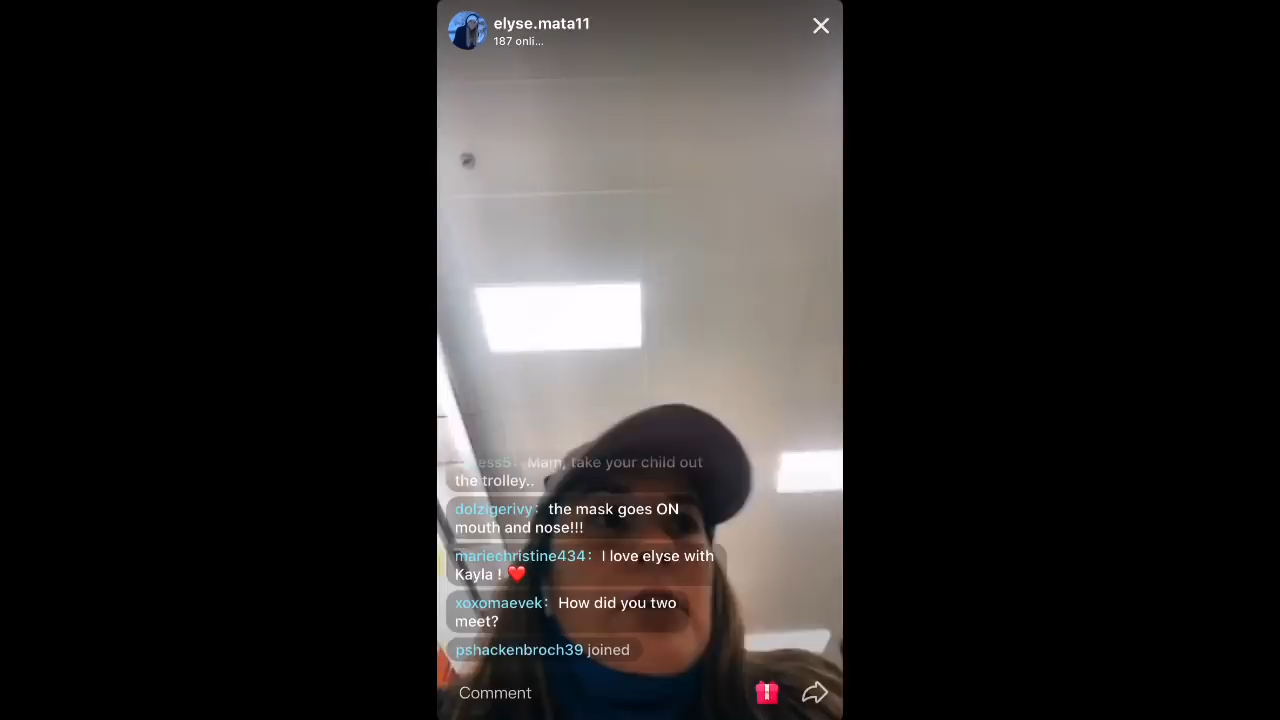 elyse.mata11
187 onli...
ess5: Mam, take your child out
the trolley..
dolzigerivy: the mask goes ON
mouth and nose!!!
mariechristine434: I love elyse with
Kayla ! ❤️
xoxomaevek: How did you two
meet?
pshackenbroch39 joined
Comment